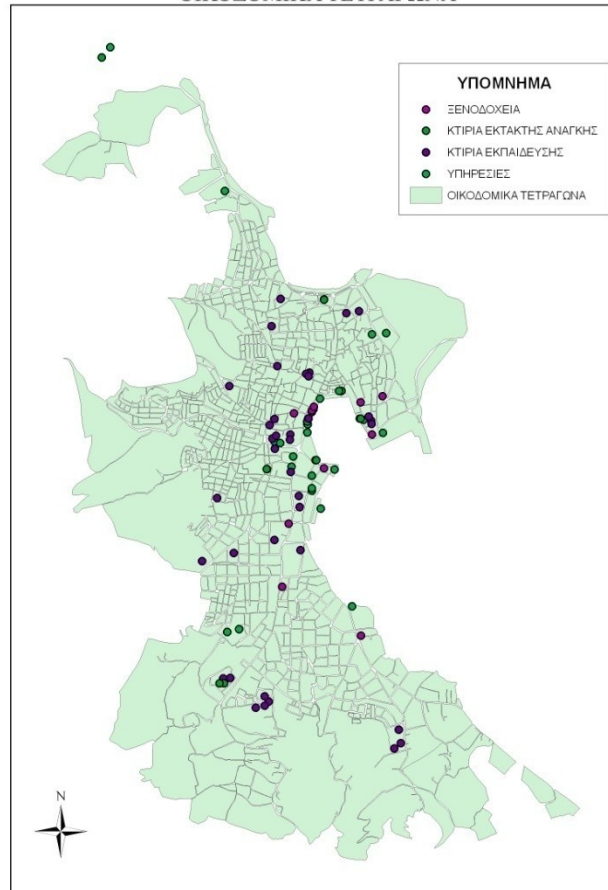 ΥΠΟΜΝΗΜΑ
ΞΕΝΟΔΟΧΕΙΑ
ΚΤΙΡΙΑ ΕΚΤΑΚΤΗΣ ΑΝΑΓΚΗΣ
ΚΤΙΡΙΑ ΕΚΠΑΙΔΕΥΣΗΣ
ΥΠΗΡΕΣΙΕΣ
ΟΙΚΟΔΟΜΙΚΑ ΤΕΤΡΑΓΩΝΑ
N